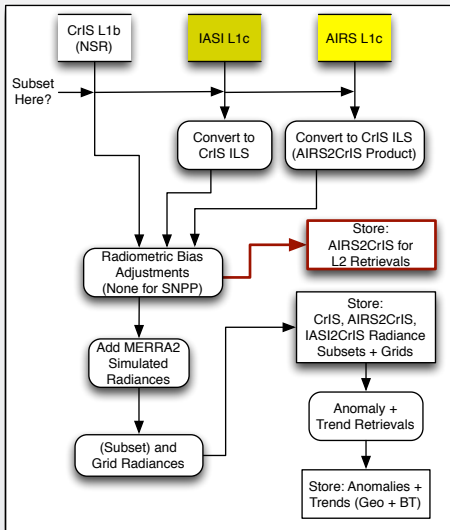 CrIS L1b
(NSR)
IASI L1c
AIRS L1c
Subset
Here?
Convert to
CrIS ILS
Convert to CrIS ILS
(AIRS2CrIS Product)
Radiometric Bias
Adjustments
(None for SNPP)
Store:
AIRS2CrIS for
L2 Retrievals
Add MERRA2
Simulated
Radiances
Store:
CrIS, AIRS2CrIS,
IASI2CrIS Radiance
Subsets + Grids
(Subset) and
Grid Radiances
Anomaly +
Trend Retrievals
Store: Anomalies +
Trends (Geo + BT)